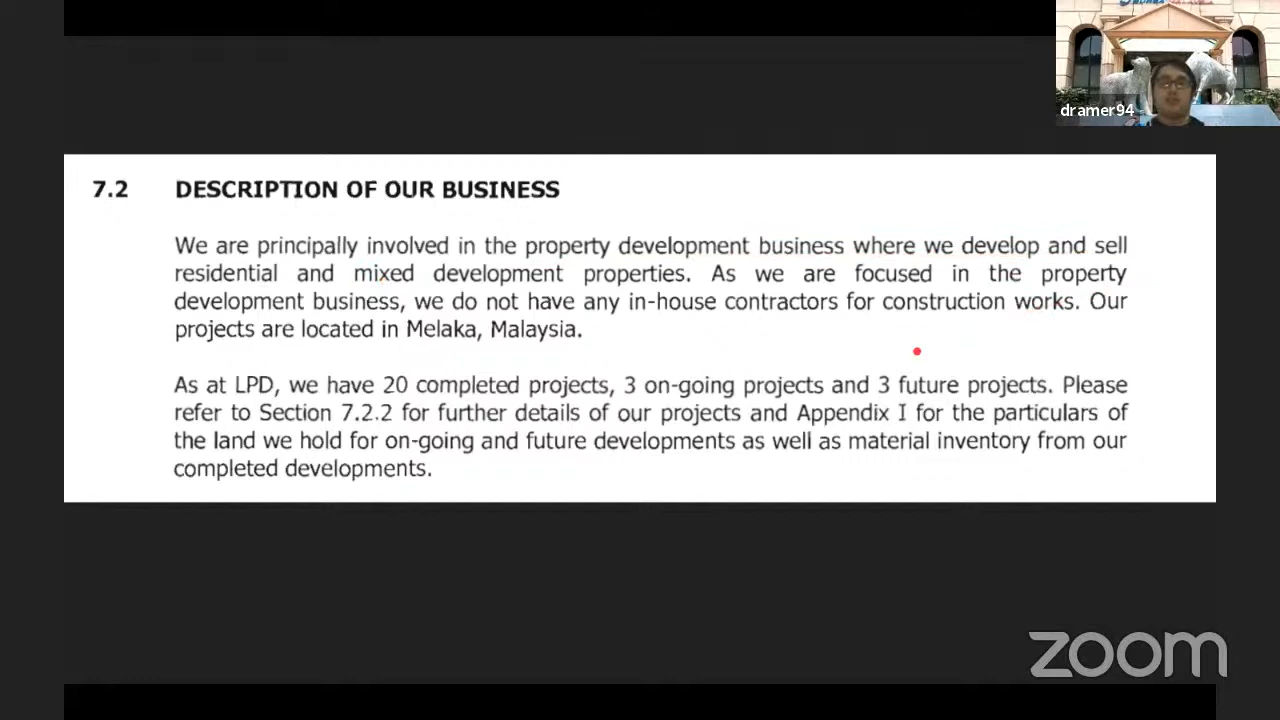 dramer94
7.2 DESCRIPTION OF OUR BUSINESS
We are principally involved in the property development business where we develop and sell
residential and mixed development properties. As we are focused in the property
development business, we do not have any in-house contractors for construction works. Our
projects are located in Melaka, Malaysia.
As at LPD, we have 20 completed projects, 3 on-going projects and 3 future projects. Please
refer to Section 7.2.2 for further details of our projects and Appendix I for the particulars of
the land we hold for on-going and future developments as well as material inventory from our
completed developments.
zoom